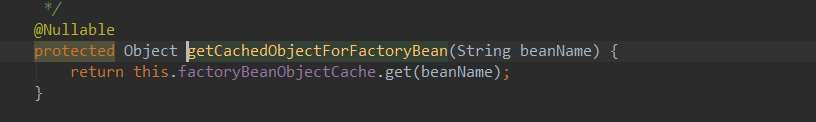 */
@Nullable
protected Object getCachedObjectForFactoryBean(String beanName) {
return this.factoryBeanObjectCache.get(beanName);
}